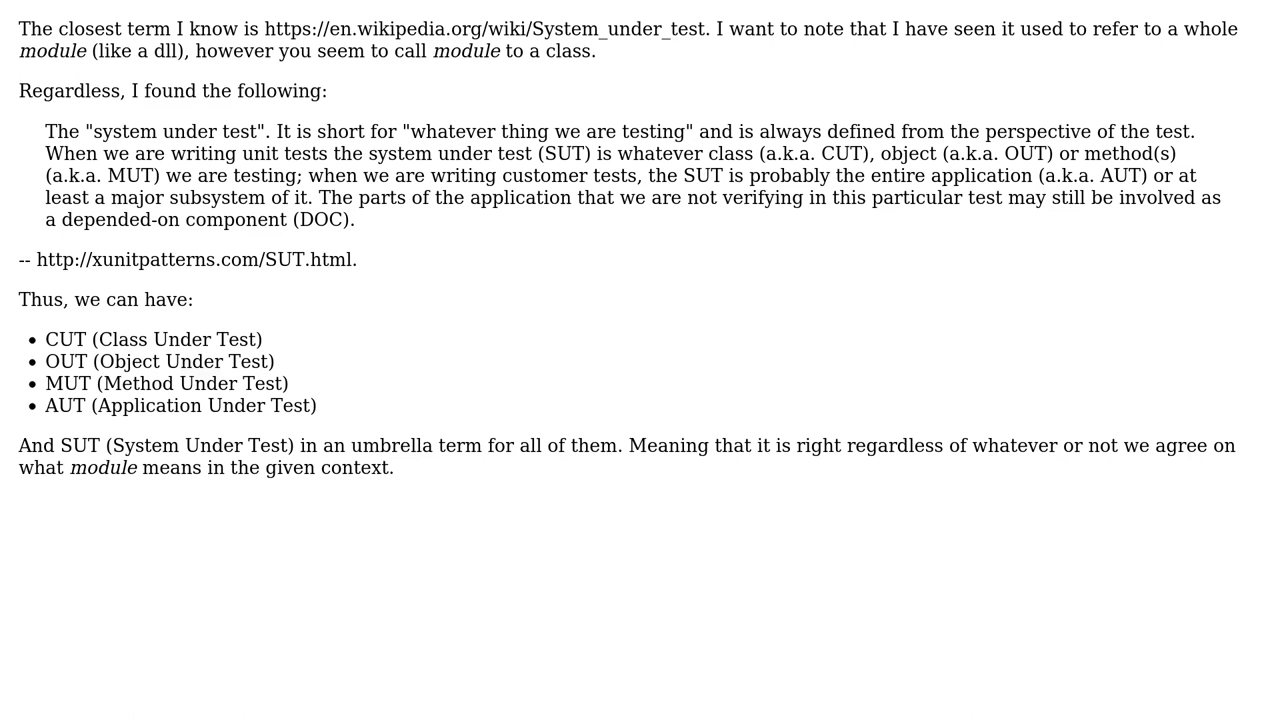 The closest term I know is https://en.wikipedia.org/wiki/System_under_test. I want to note that I have seen it used to refer to a whole
module (like a dll), however you seem to call module to a class.
Regardless, I found the following:
The "system under test". It is short for "whatever thing we are testing" and is always defined from the perspective of the test.
When we are writing unit tests the system under test (SUT) is whatever class (a.k.a. CUT), object (a.k.a. OUT) or method(s)
(a.k.a. MUT) we are testing; when we are writing customer tests, the SUT is probably the entire application (a.k.a. AUT) or at
least a major subsystem of it. The parts of the application that we are not verifying in this particular test may still be involved as
a depended-on component (DOC).
-- http://xunitpatterns.com/SUT.html.
Thus, we can have:
• CUT (Class Under Test)
• OUT (Object Under Test)
• MUT (Method Under Test)
• AUT (Application Under Test)
And SUT (System Under Test) in an umbrella term for all of them. Meaning that it is right regardless of whatever or not we agree on
what module means in the given context.